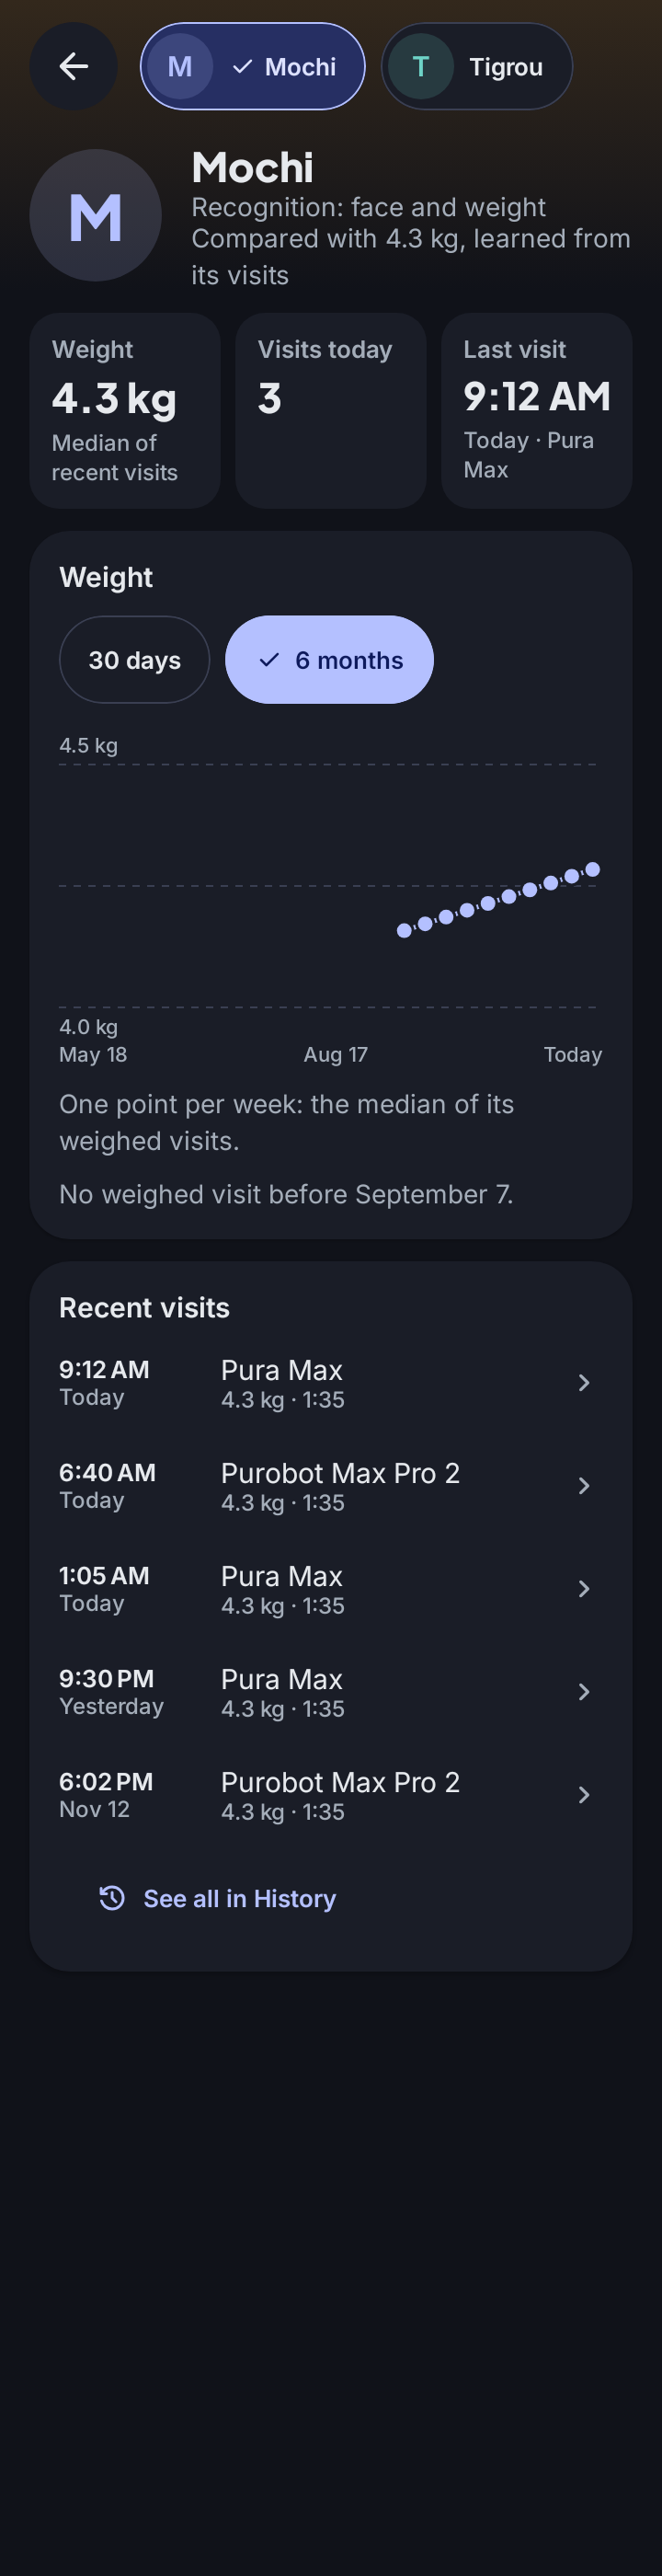 M
Mochi
T
Tigrou
M
Mochi
Recognition: face and weight
Compared with 4.3 kg, learned from
its visits
Weight
4.3 kg
Median of
recent visits
Visits today
3
Last visit
9:12 AM
Today · Pura
Max
Weight
30 days
6 months
4.5 kg
4.0 kg
May 18
Aug 17
Today
One point per week: the median of its
weighed visits.
No weighed visit before September 7.
Recent visits
9:12 AM
Today
Pura Max
4.3 kg · 1:35
6:40 AM
Today
Purobot Max Pro 2
4.3 kg · 1:35
1:05 AM
Today
Pura Max
4.3 kg · 1:35
9:30 PM
Yesterday
Pura Max
4.3 kg · 1:35
6:02 PM
Nov 12
Purobot Max Pro 2
4.3 kg · 1:35
See all in History